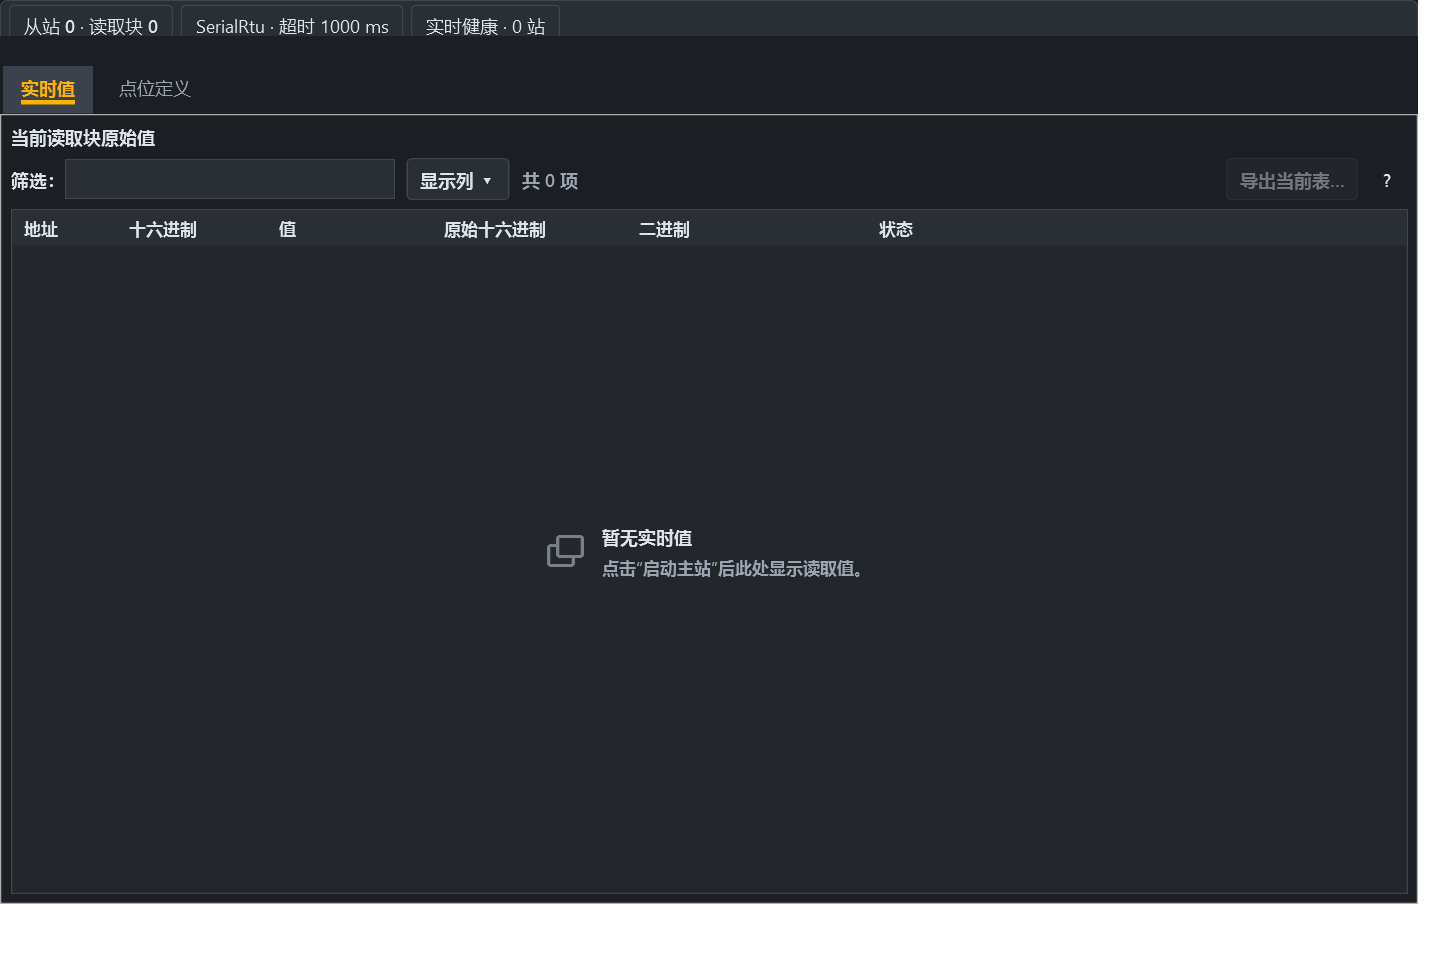 从站 0 · 读取块 0 SerialRtu · 超时 1000 ms 实时健康 · 0 站
实时值 点位定义
当前读取块原始值
筛选： 显示列 ▼ 共 0 项 导出当前表... ?
地址 十六进制 值 原始十六进制 二进制 状态
暂无实时值
点击“启动主站”后此处显示读取值。